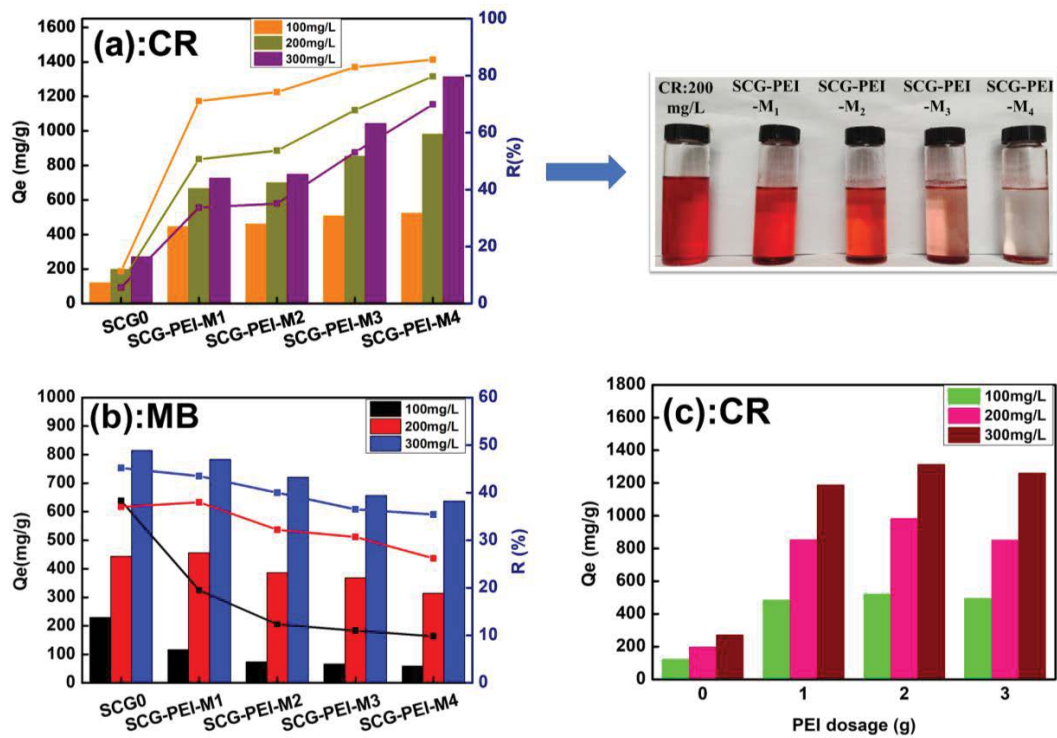 (a):CR
100mg/L
200mg/L
300mg/L
Qe (mg/g)
1600
1400
1200
1000
800
600
400
200
0
100
80
60
40
20
0
R(%)
SCG0
SCG-PEI-M1
SCG-PEI-M2
SCG-PEI-M3
SCG-PEI-M4
CR:200 mg/L
SCG-PEI -M1
SCG-PEI -M2
SCG-PEI -M3
SCG-PEI -M4
(b):MB
100mg/L
200mg/L
300mg/L
Qe(mg/g)
1000
900
800
700
600
500
400
300
200
100
0
60
50
40
30
20
10
0
R (%)
SCG0
SCG-PEI-M1
SCG-PEI-M2
SCG-PEI-M3
SCG-PEI-M4
(c):CR
100mg/L
200mg/L
300mg/L
Qe (mg/g)
1800
1600
1400
1200
1000
800
600
400
200
0
0
1
2
3
PEI dosage (g)